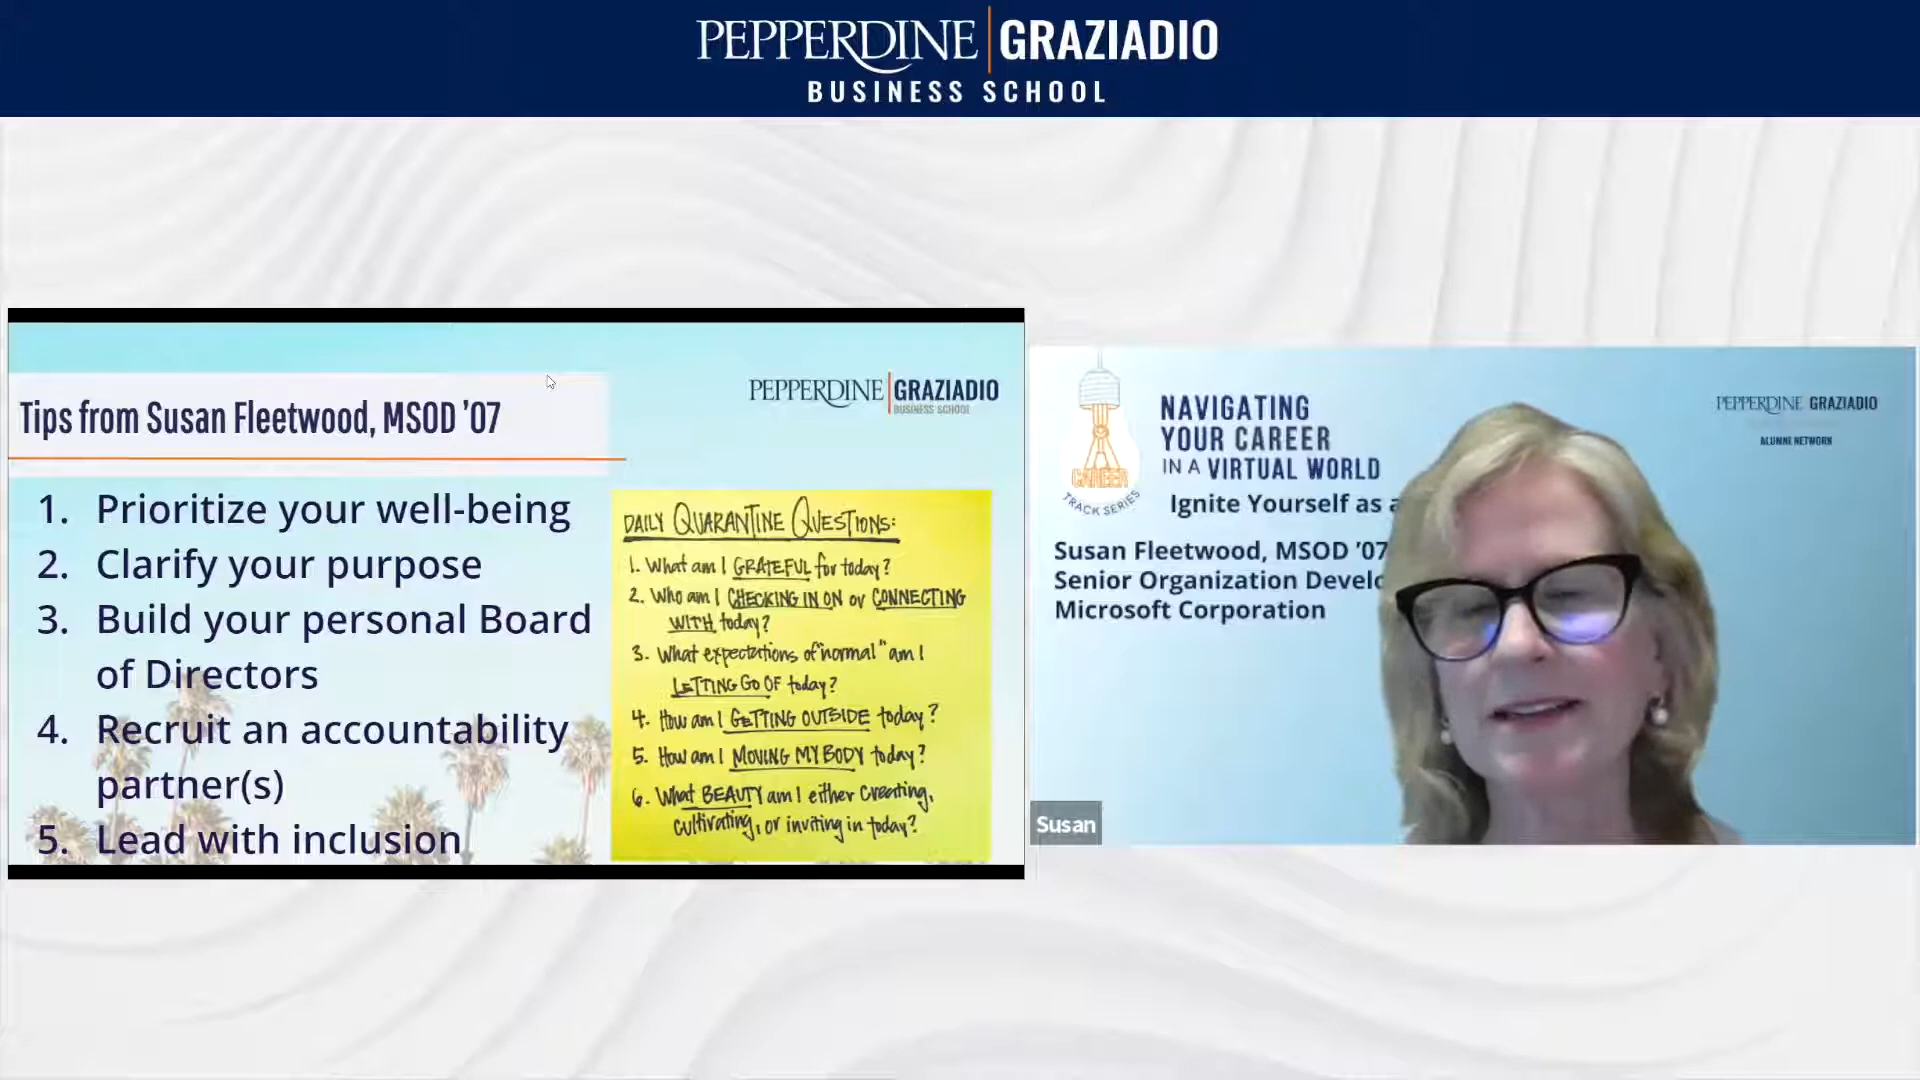 PEPPERDINE GRAZIADIO
BUSINESS SCHOOL
PEPPERDINE GRAZIADIO
BUSINESS SCHOOL
Tips from Susan Fleetwood, MSOD ’07
1. Prioritize your well-being
2. Clarify your purpose
3. Build your personal Board
of Directors
4. Recruit an accountability
partner(s)
5. Lead with inclusion
DAILY QUARANTINE QUESTIONS:
1. What am I GRATEFUL for today?
2. Who am I CHECKING IN ON or CONNECTING
WITH today?
3. What expectations of "normal" am I
LETTING GO OF today?
4. How am I GETTING OUTSIDE today?
5. How am I MOVING MY BODY today?
6. What BEAUTY am I either creating,
cultivating, or inviting in today?
CAREER
TRACK SERIES
NAVIGATING
YOUR CAREER
IN A VIRTUAL WORLD
Ignite Yourself as a
PEPPERDINE GRAZIADIO
ALUMNI NETWORK
Susan Fleetwood, MSOD ’07
Senior Organization Develo
Microsoft Corporation
Susan